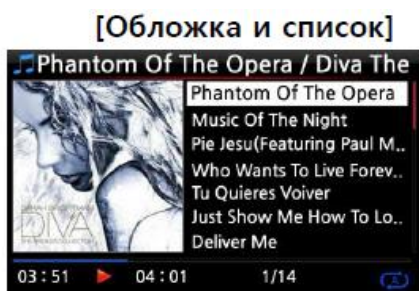 [Обложка и список]
Phantom Of The Opera / Diva The
Phantom Of The Opera
Music Of The Night
Pie Jesu(Featuring Paul M..
Who Wants To Live Forev..
Tu Quieres Voiver
Just Show Me How To Lo..
Deliver Me
DIVA
03:51 04:01 1/14